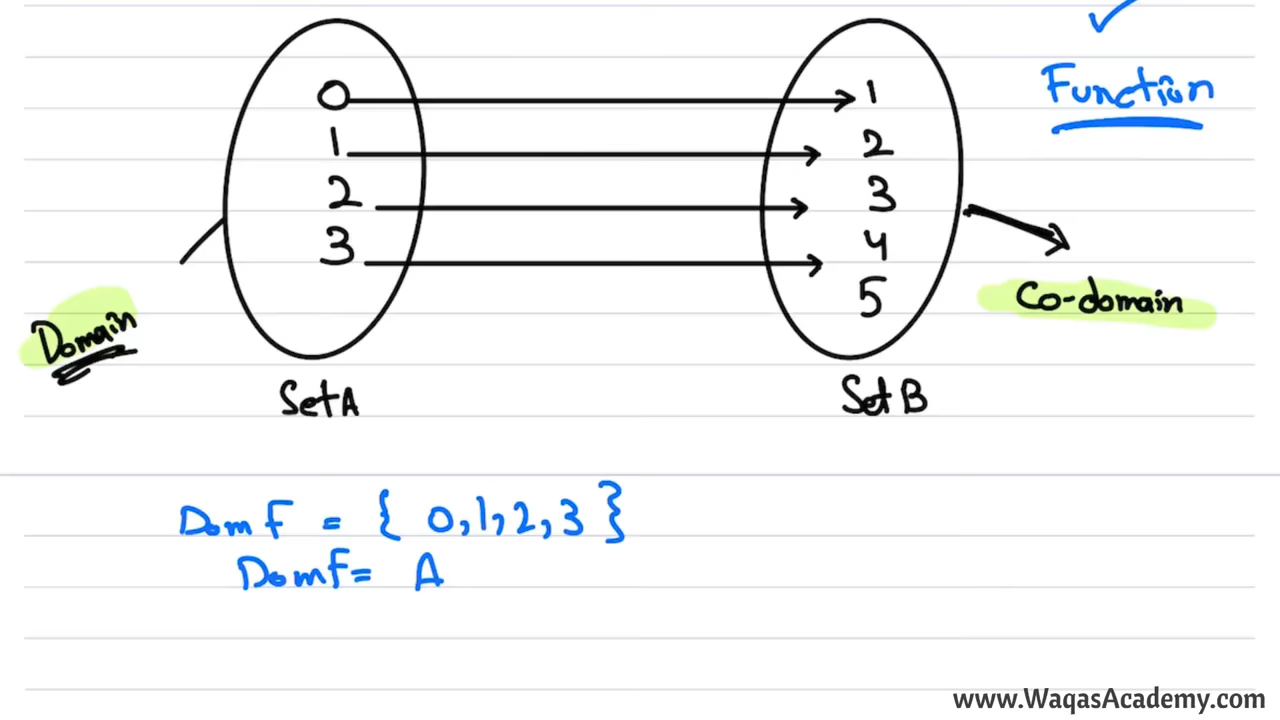 0 1
1 2
2 3
3 4
5
Function
Domain
Co-domain
Set A
Set B
Dom f = { 0,1,2,3 }
Dom f = A
www.WaqasAcademy.com